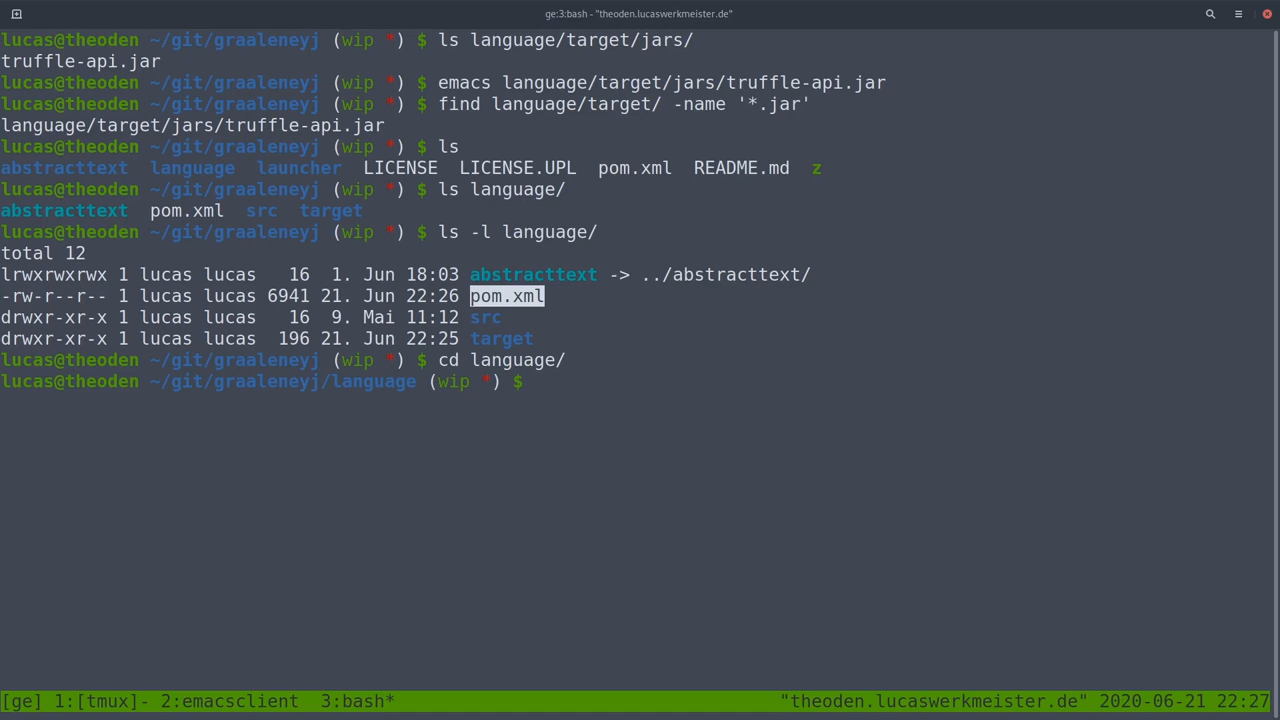 ge:3:bash - "theoden.lucaswerkmeister.de"
lucas@theoden ~/git/graaleneyj (wip *) $ ls language/target/jars/
truffle-api.jar
lucas@theoden ~/git/graaleneyj (wip *) $ emacs language/target/jars/truffle-api.jar
lucas@theoden ~/git/graaleneyj (wip *) $ find language/target/ -name '*.jar'
language/target/jars/truffle-api.jar
lucas@theoden ~/git/graaleneyj (wip *) $ ls
abstracttext  language  launcher  LICENSE  LICENSE.UPL  pom.xml  README.md  z
lucas@theoden ~/git/graaleneyj (wip *) $ ls language/
abstracttext  pom.xml  src  target
lucas@theoden ~/git/graaleneyj (wip *) $ ls -l language/
total 12
lrwxrwxrwx 1 lucas lucas   16  1. Jun 18:03 abstracttext -> ../abstracttext/
-rw-r--r-- 1 lucas lucas 6941 21. Jun 22:26 pom.xml
drwxr-xr-x 1 lucas lucas   16  9. Mai 11:12 src
drwxr-xr-x 1 lucas lucas  196 21. Jun 22:25 target
lucas@theoden ~/git/graaleneyj (wip *) $ cd language/
lucas@theoden ~/git/graaleneyj/language (wip *) $
[ge] 1:[tmux]- 2:emacsclient  3:bash* "theoden.lucaswerkmeister.de" 2020-06-21 22:27